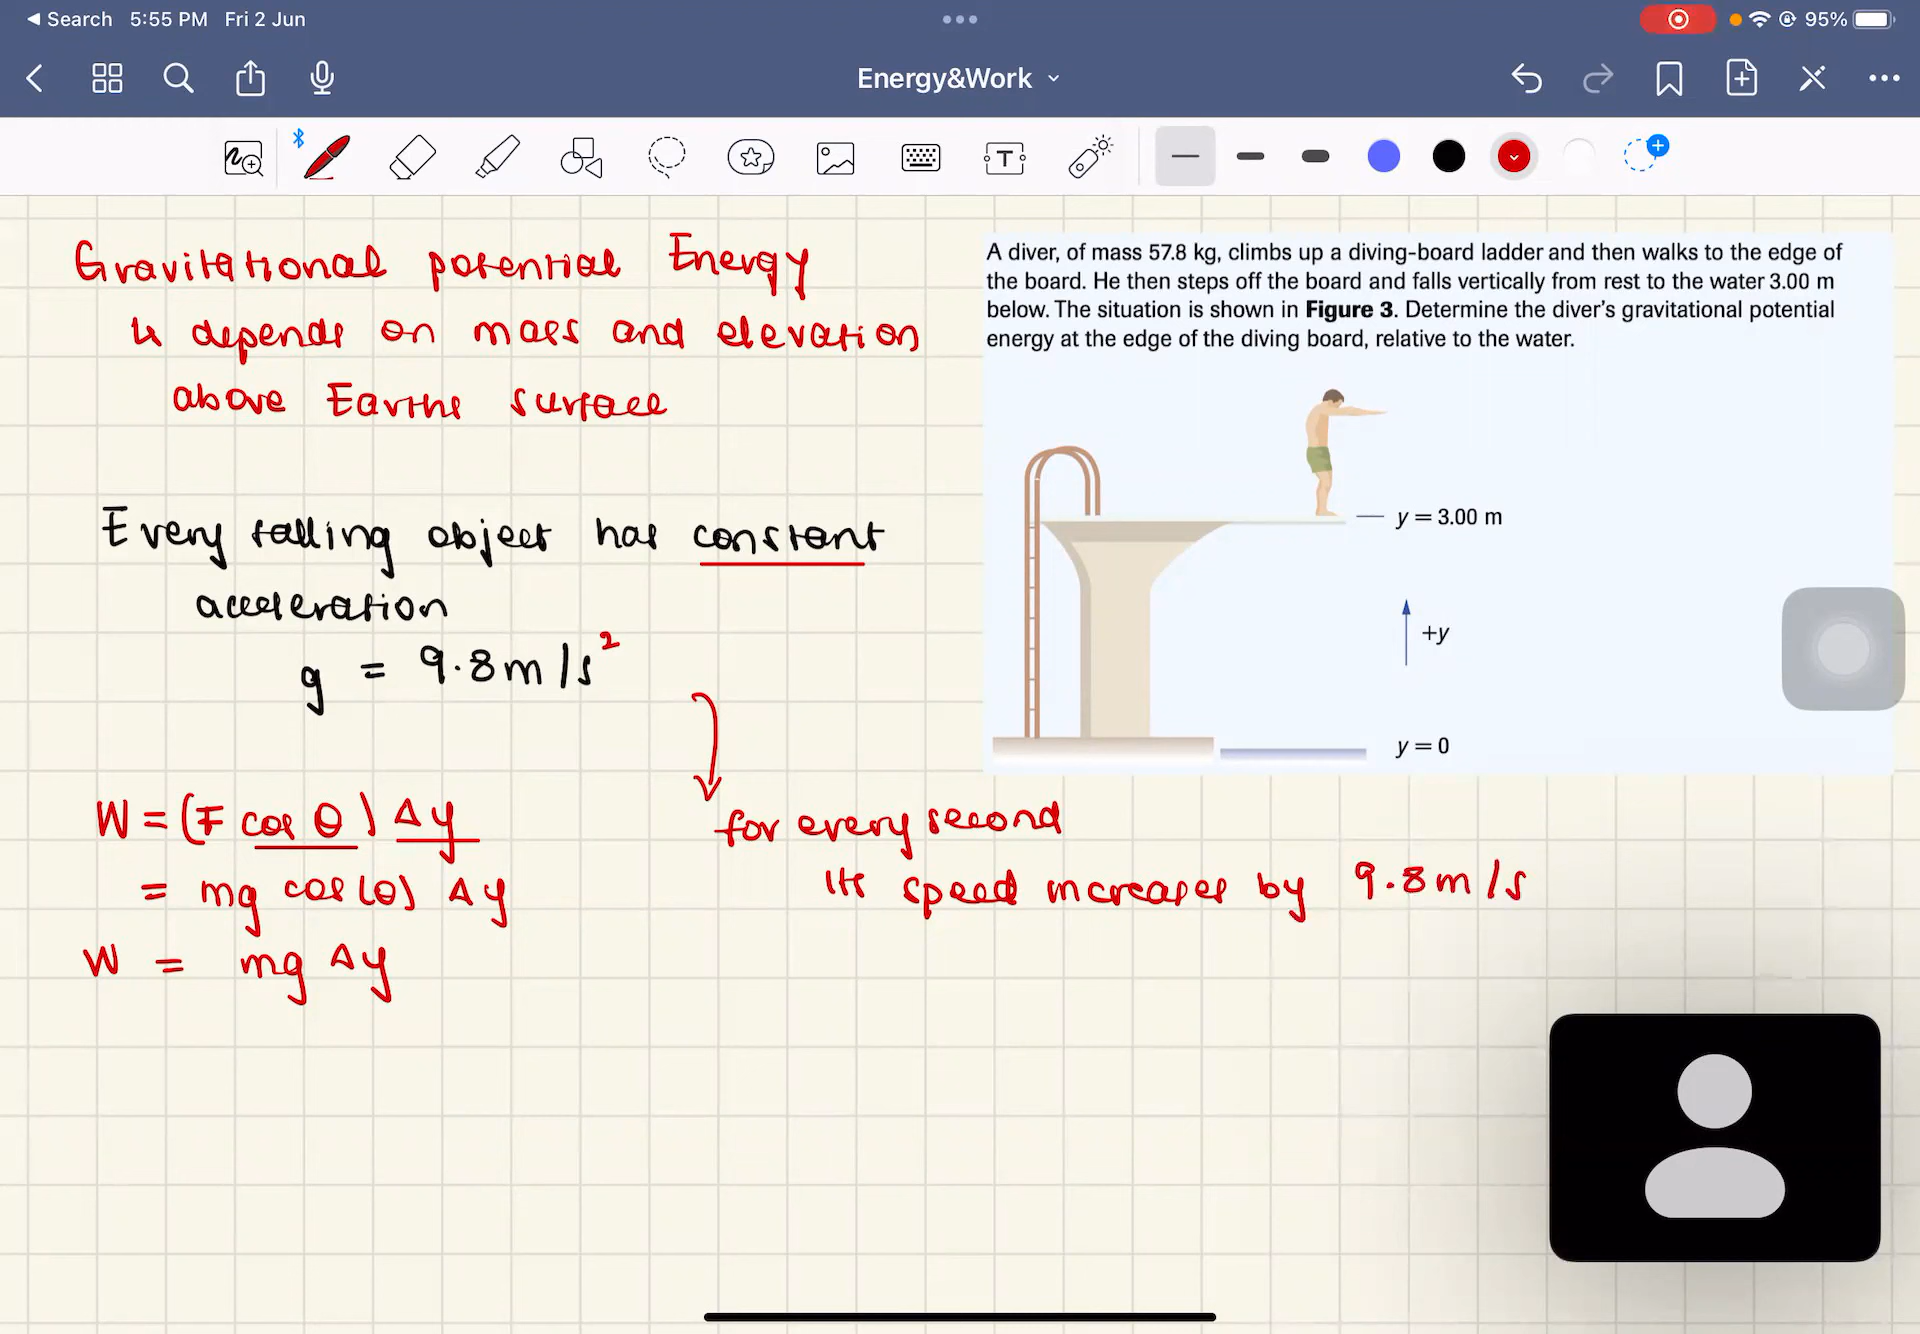 Search 5:55 PM Fri 2 Jun
95%
Energy&Work
T
Gravitational potential Energy
↳ depends on mass and elevation
above Earths surface
Every falling object has constant
acceleration
g = 9.8m/s²
W = (F cos θ) Δy
= mg cos(0) Δy
W = mg Δy
for every second
its speed increases by 9.8m/s
A diver, of mass 57.8 kg, climbs up a diving-board ladder and then walks to the edge of
the board. He then steps off the board and falls vertically from rest to the water 3.00 m
below. The situation is shown in Figure 3. Determine the diver's gravitational potential
energy at the edge of the diving board, relative to the water.
y = 3.00 m
+y
y = 0